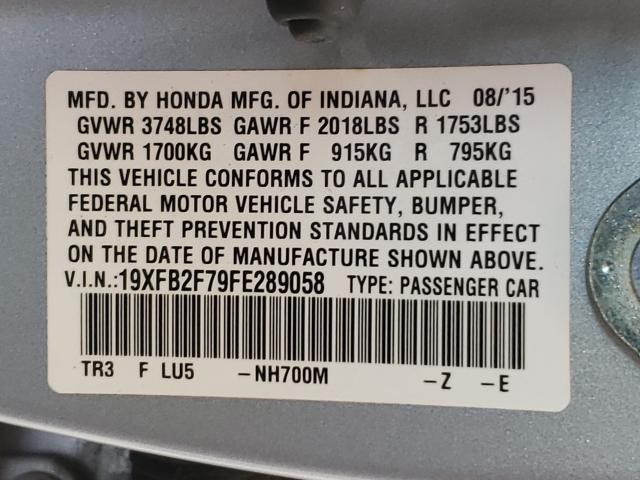 MFD. BY HONDA MFG. OF INDIANA, LLC 08/'15
GVWR 3748LBS GAWR F 2018LBS R 1753LBS
GVWR 1700KG GAWR F 915KG R 795KG
THIS VEHICLE CONFORMS TO ALL APPLICABLE
FEDERAL MOTOR VEHICLE SAFETY, BUMPER,
AND THEFT PREVENTION STANDARDS IN EFFECT
ON THE DATE OF MANUFACTURE SHOWN ABOVE.
V.I.N.:19XFB2F79FE289058 TYPE: PASSENGER CAR
TR3 F LU5 -NH700M -Z -E